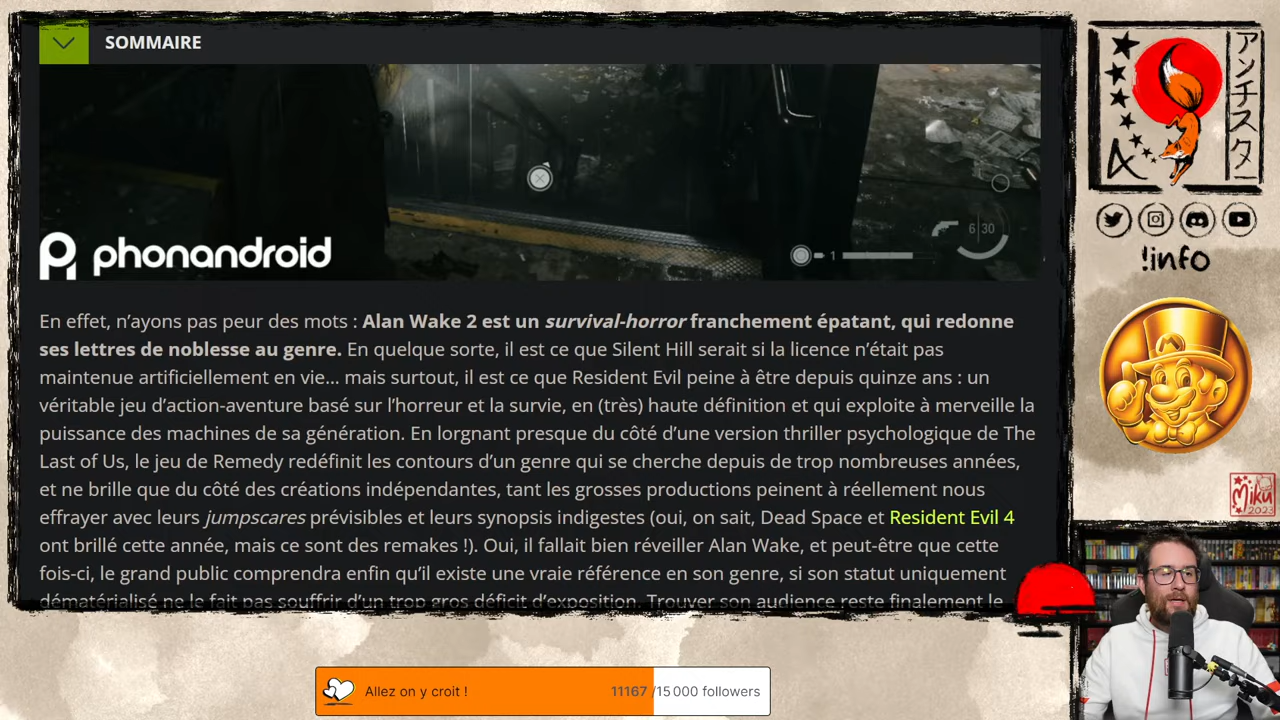 SOMMAIRE
1
6 30
phonandroid
En effet, n'ayons pas peur des mots : Alan Wake 2 est un survival-horror franchement épatant, qui redonne
ses lettres de noblesse au genre. En quelque sorte, il est ce que Silent Hill serait si la licence n'était pas
maintenue artificiellement en vie… mais surtout, il est ce que Resident Evil peine à être depuis quinze ans : un
véritable jeu d'action-aventure basé sur l'horreur et la survie, en (très) haute définition et qui exploite à merveille la
puissance des machines de sa génération. En lorgnant presque du côté d'une version thriller psychologique de The
Last of Us, le jeu de Remedy redéfinit les contours d'un genre qui se cherche depuis de trop nombreuses années,
et ne brille que du côté des créations indépendantes, tant les grosses productions peinent à réellement nous
effrayer avec leurs jumpscares prévisibles et leurs synopsis indigestes (oui, on sait, Dead Space et Resident Evil 4
ont brillé cette année, mais ce sont des remakes !). Oui, il fallait bien réveiller Alan Wake, et peut-être que cette
fois-ci, le grand public comprendra enfin qu'il existe une vraie référence en son genre, si son statut uniquement
dématérialisé ne le fait pas souffrir d'un trop gros déficit d'exposition. Trouver son audience reste finalement le
アンチスター
!info
M
Miku
2023
Allez on y croit !
11167 /15 000 followers